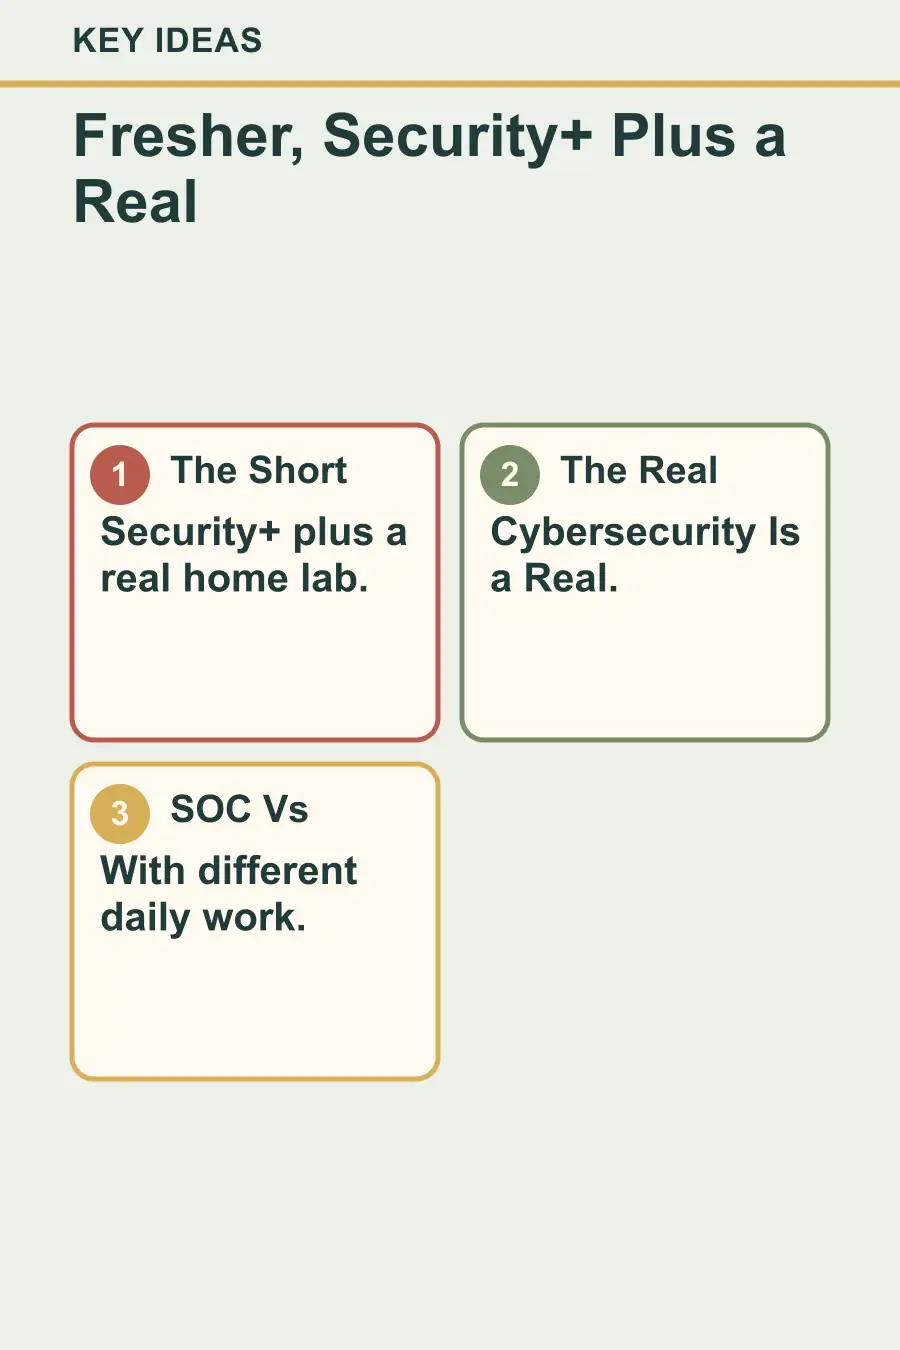 KEY IDEAS
Fresher, Security+ Plus a
Real
1 The Short
Security+ plus a
real home lab.
2 The Real
Cybersecurity Is
a Real.
3 SOC Vs
With different
daily work.